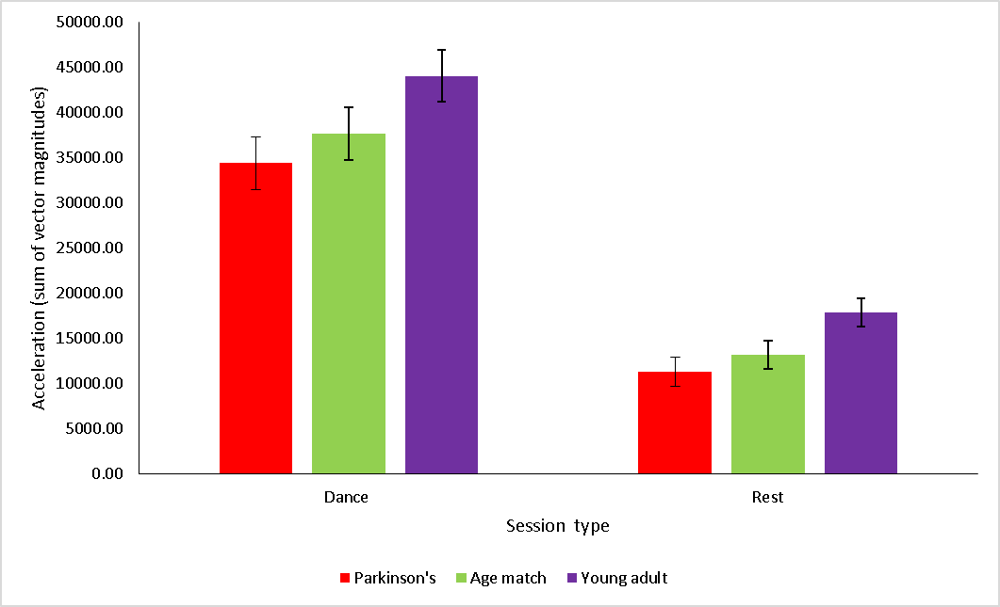 50000.00
45000.00
40000.00
35000.00
30000.00
25000.00
20000.00
15000.00
10000.00
5000.00
0.00
Acceleration (sum of vector magnitudes)
Dance
Rest
Session type
Parkinson's
Age match
Young adult